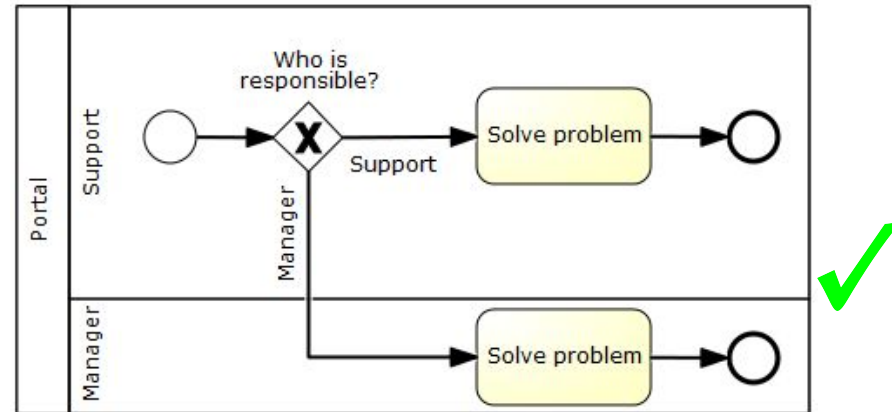 Portal
Support
Who is
responsible?
Support
Solve problem
Manager
Manager
Solve problem